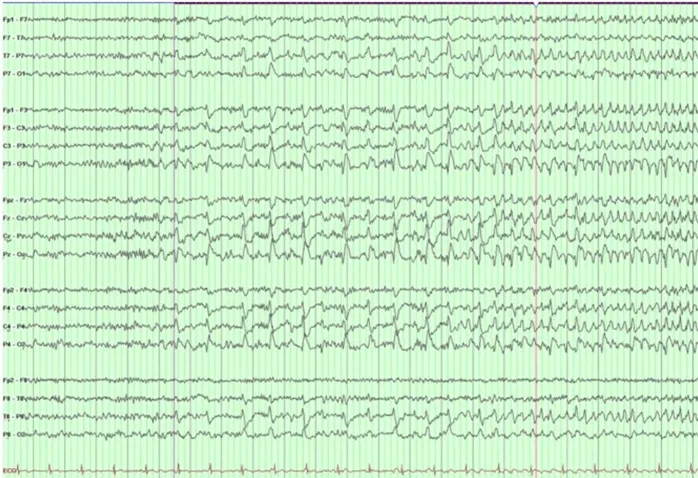 Fp1 - F7
F7 - T7
T7 - P7
P7 - O1
Fp1 - F3
F3 - C3
C3 - P3
P3 - O1
Fpz - Fz
Fz - Cz
Cz - Pz
Pz - Oz
Fp2 - F4
F4 - C4
C4 - P4
P4 - O2
Fp2 - F8
F8 - T8
T8 - P8
P8 - O2
ECG